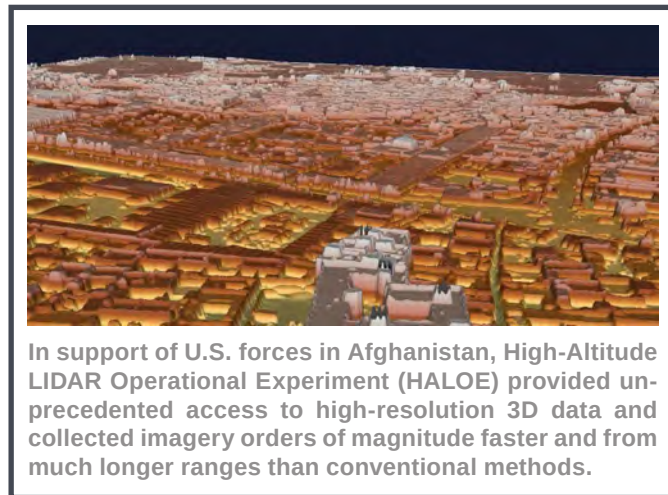 In support of U.S. forces in Afghanistan, High-Altitude
LIDAR Operational Experiment (HALOE) provided un-
precedented access to high-resolution 3D data and
collected imagery orders of magnitude faster and from
much longer ranges than conventional methods.